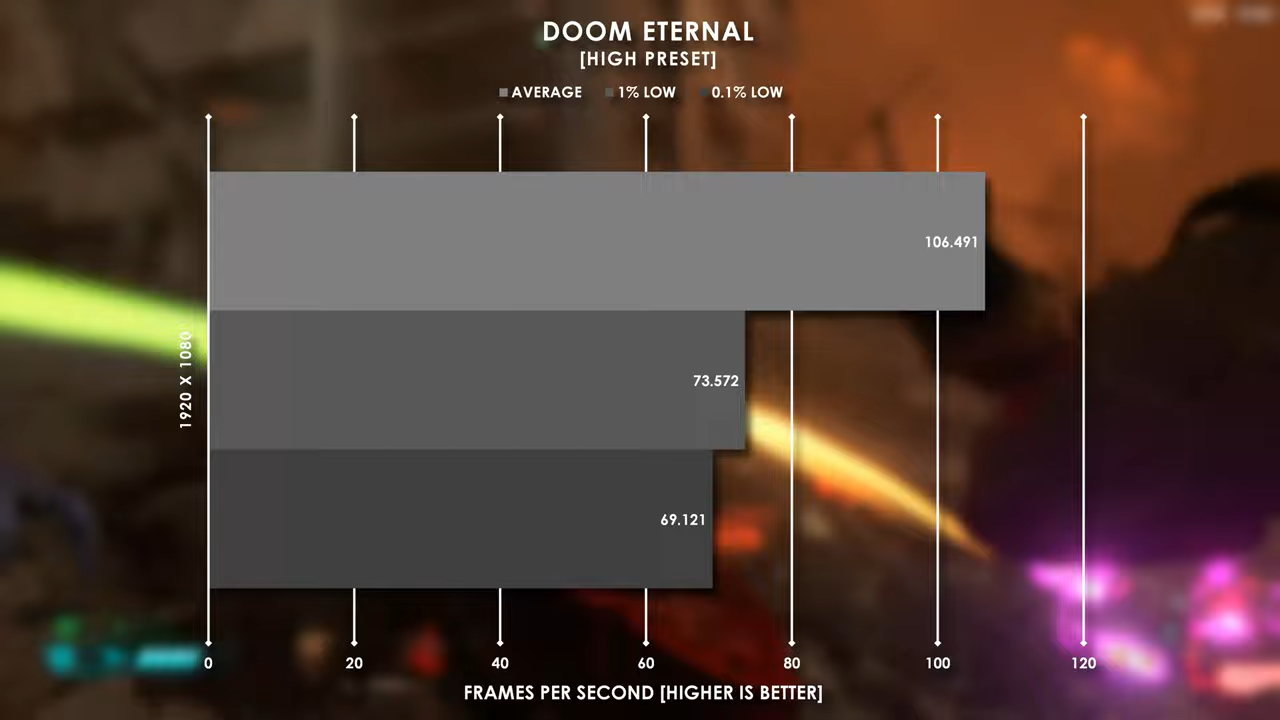 DOOM ETERNAL
[HIGH PRESET]
AVERAGE 1% LOW 0.1% LOW
106.491
73.572
69.121
1920 X 1080
0 20 40 60 80 100 120
FRAMES PER SECOND [HIGHER IS BETTER]